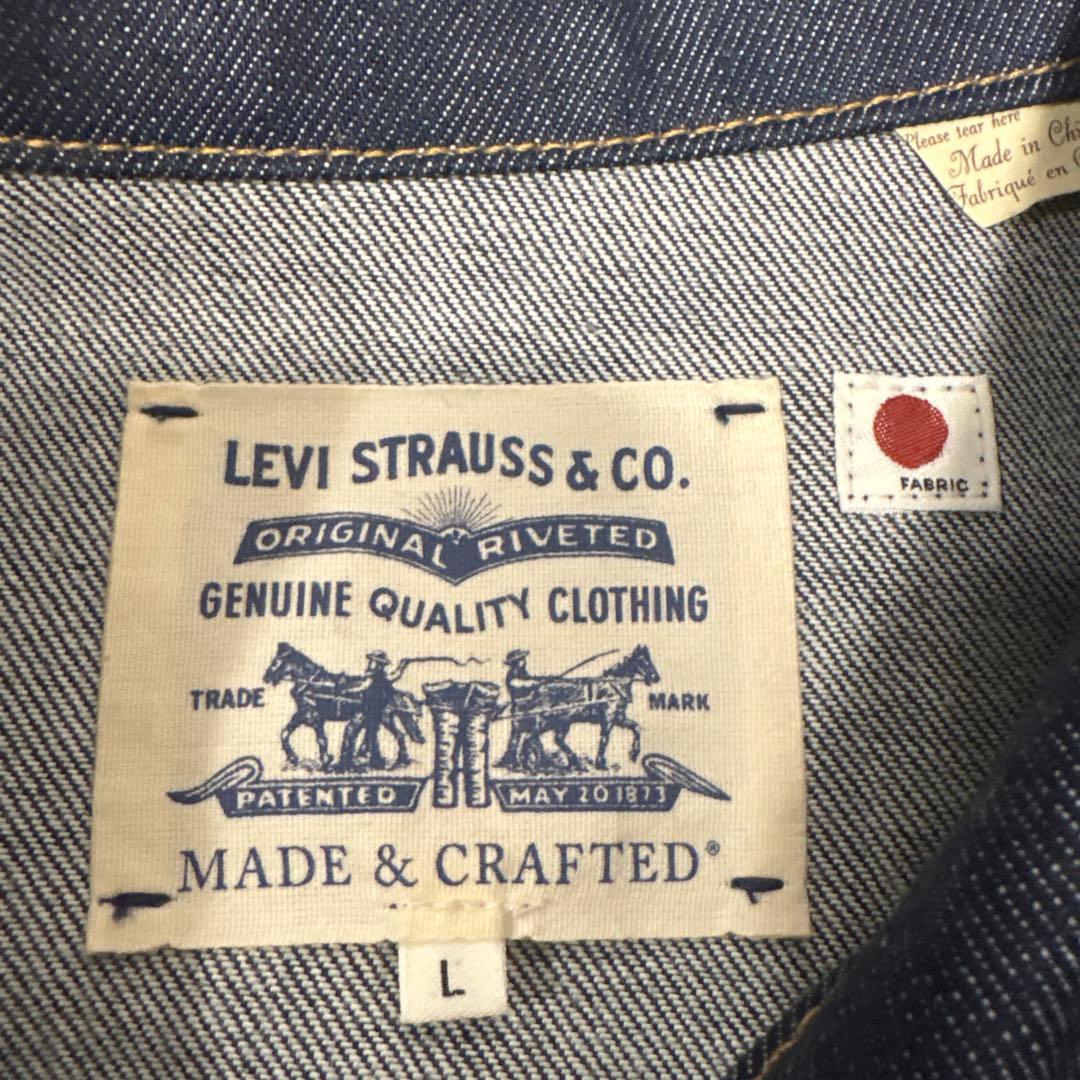 Please tear here
Made in Chi
Fabriqué en C
LEVI STRAUSS & CO.
ORIGINAL RIVETED
GENUINE QUALITY CLOTHING
TRADE MARK
PATENTED MAY 20 1873
MADE & CRAFTED®
L
FABRIC